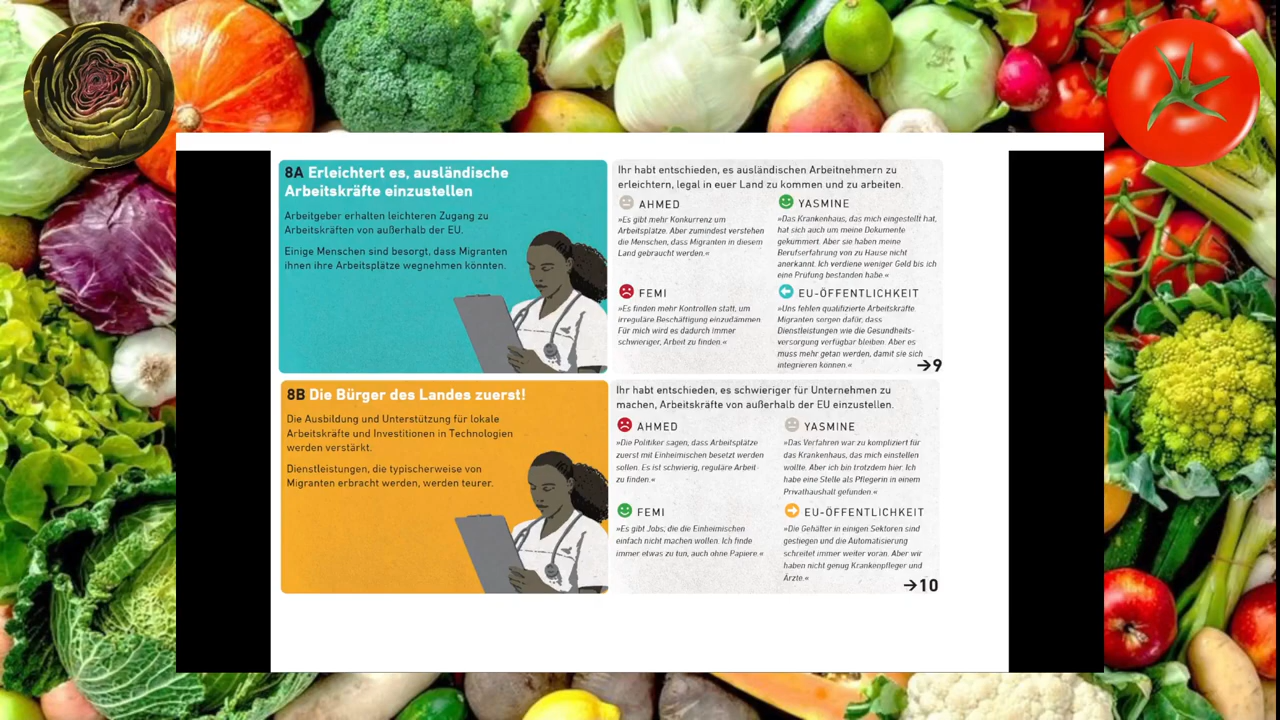 8A Erleichtert es, ausländische
Arbeitskräfte einzustellen
Arbeitgeber erhalten leichteren Zugang zu
Arbeitskräften von außerhalb der EU.
Einige Menschen sind besorgt, dass Migranten
ihnen ihre Arbeitsplätze wegnehmen könnten.
Ihr habt entschieden, es ausländischen Arbeitnehmern zu
erleichtern, legal in euer Land zu kommen und zu arbeiten.
AHMED
»Es gibt mehr Konkurrenz um
Arbeitsplätze. Aber zumindest verstehen
die Menschen, dass Migranten in diesem
Land gebraucht werden.«
YASMINE
»Das Krankenhaus, das mich eingestellt hat,
hat sich auch um meine Dokumente
gekümmert. Aber sie haben meine
Berufserfahrung von zu Hause nicht
anerkannt. Ich verdiene weniger Geld bis ich
eine Prüfung bestanden habe.«
FEMI
»Es finden mehr Kontrollen statt, um
irreguläre Beschäftigung einzudämmen.
Für mich wird es dadurch immer
schwieriger, Arbeit zu finden.«
EU-ÖFFENTLICHKEIT
»Uns fehlen qualifizierte Arbeitskräfte.
Migranten sorgen dafür, dass
Dienstleistungen wie die Gesundheits-
versorgung verfügbar bleiben. Aber es
muss mehr getan werden, damit sie sich
integrieren können.«
→9
8B Die Bürger des Landes zuerst!
Die Ausbildung und Unterstützung für lokale
Arbeitskräfte und Investitionen in Technologien
werden verstärkt.
Dienstleistungen, die typischerweise von
Migranten erbracht werden, werden teurer.
Ihr habt entschieden, es schwieriger für Unternehmen zu
machen, Arbeitskräfte von außerhalb der EU einzustellen.
AHMED
»Die Politiker sagen, dass Arbeitsplätze
zuerst mit Einheimischen besetzt werden
sollen. Es ist schwierig, reguläre Arbeit
zu finden.«
YASMINE
»Das Verfahren war zu kompliziert für
das Krankenhaus, das mich einstellen
wollte. Aber ich bin trotzdem hier. Ich
habe eine Stelle als Pflegerin in einem
Privathaushalt gefunden.«
FEMI
»Es gibt Jobs, die die Einheimischen
einfach nicht machen wollen. Ich finde
immer etwas zu tun, auch ohne Papiere.«
EU-ÖFFENTLICHKEIT
»Die Gehälter in einigen Sektoren sind
gestiegen und die Automatisierung
schreitet immer weiter voran. Aber wir
haben nicht genug Krankenpfleger und
Ärzte.«
→10